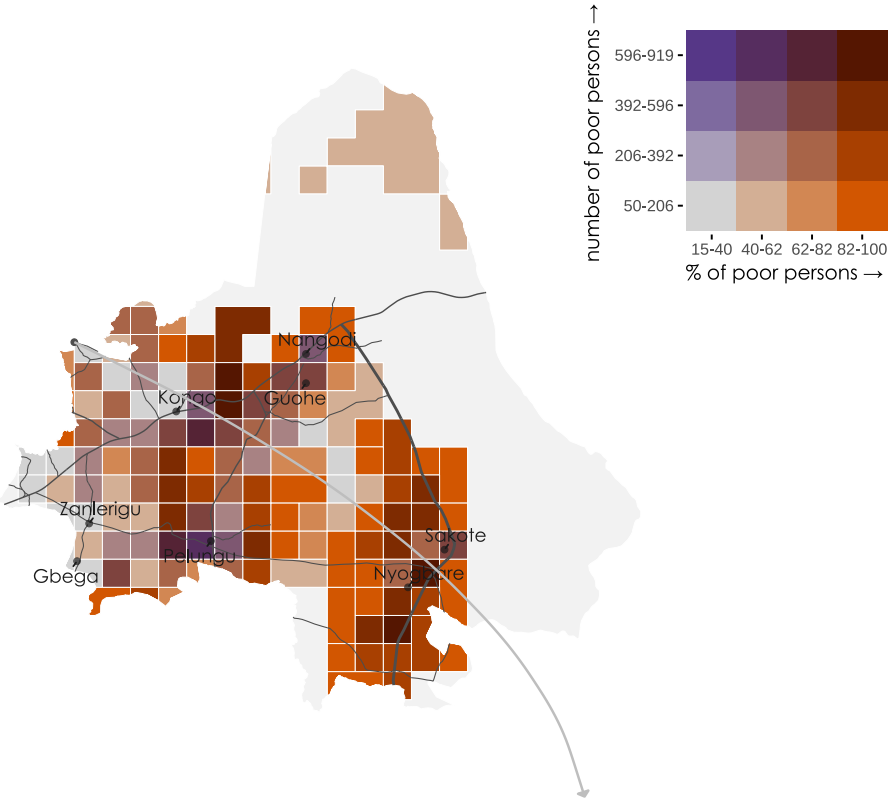 number of poor persons →
596-919
392-596
206-392
50-206
15-40 40-62 62-82 82-100
% of poor persons →
Nangodi
Kongo
Guohe
Zanlerigu
Sakote
Pelungu
Nyogbare
Gbega